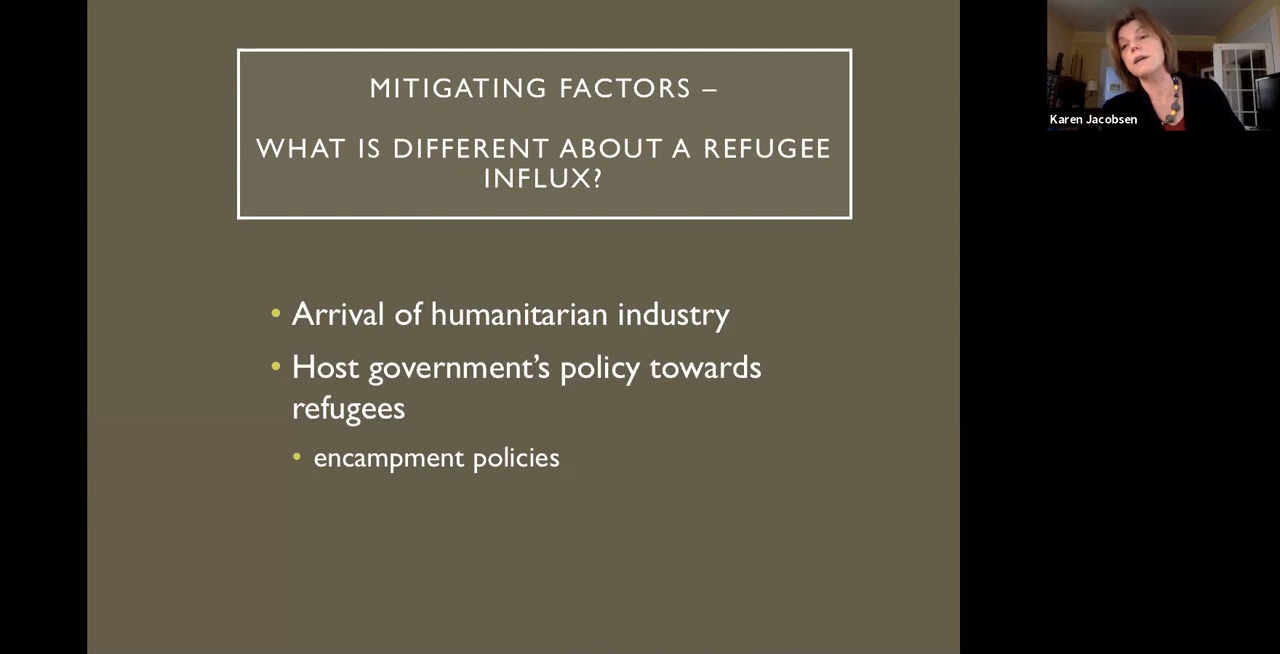 MITIGATING FACTORS –
WHAT IS DIFFERENT ABOUT A REFUGEE
INFLUX?
• Arrival of humanitarian industry
• Host government's policy towards
refugees
• encampment policies
Karen Jacobsen